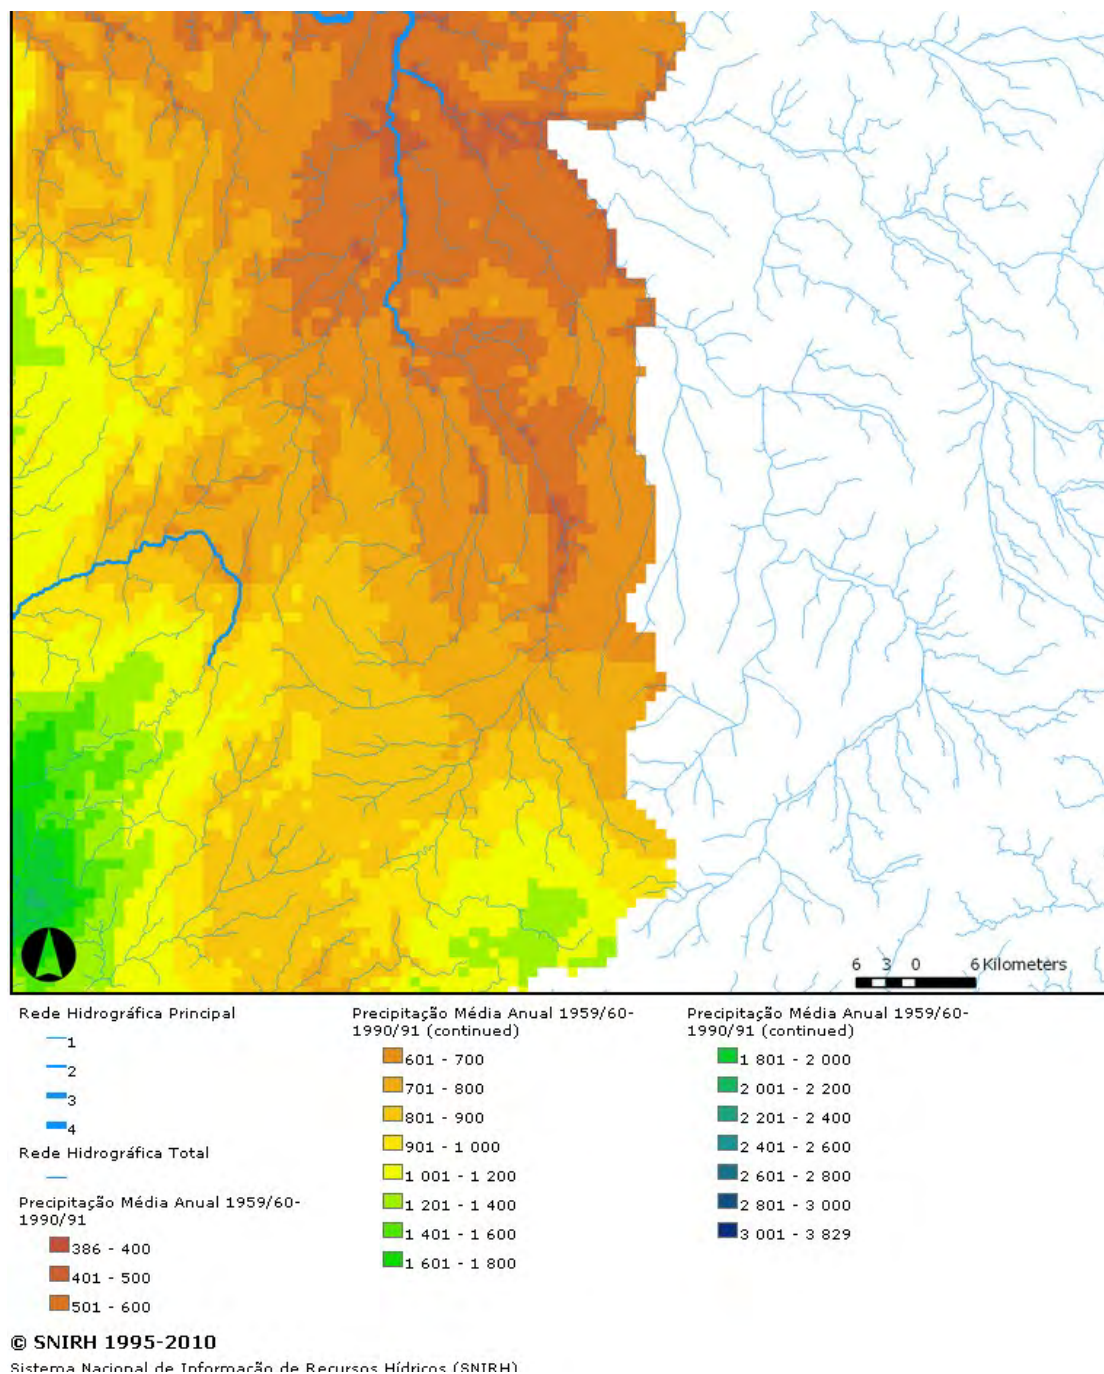 6 3 0 6 Kilometers
Rede Hidrográfica Principal
1
2
3
4
Rede Hidrográfica Total
Precipitação Média Anual 1959/60-
1990/91
386 - 400
401 - 500
501 - 600
Precipitação Média Anual 1959/60-
1990/91 (continued)
601 - 700
701 - 800
801 - 900
901 - 1 000
1 001 - 1 200
1 201 - 1 400
1 401 - 1 600
1 601 - 1 800
Precipitação Média Anual 1959/60-
1990/91 (continued)
1 801 - 2 000
2 001 - 2 200
2 201 - 2 400
2 401 - 2 600
2 601 - 2 800
2 801 - 3 000
3 001 - 3 829
© SNIRH 1995-2010
Sistema Nacional de Informação de Recursos Hídricos (SNIRH)